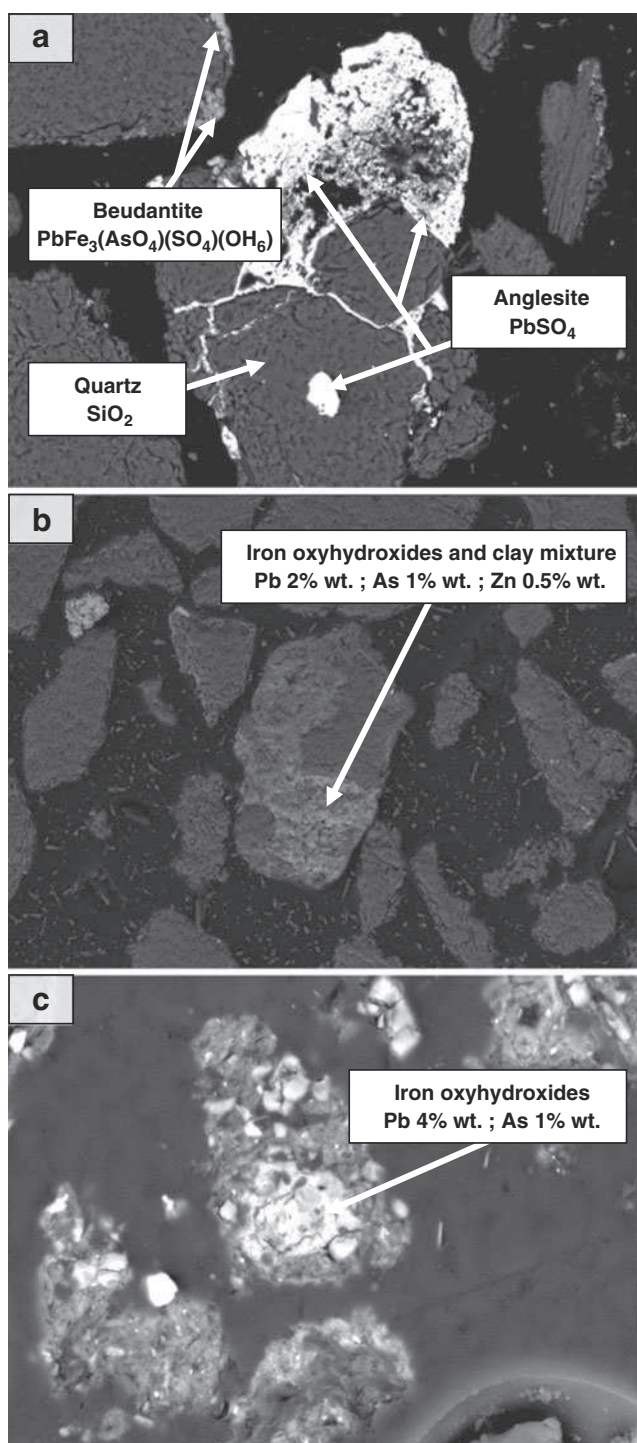 a
Beudantite
PbFe₃(AsO₄)(SO₄)(OH₆)
Anglesite
PbSO₄
Quartz
SiO₂
b
Iron oxyhydroxides and clay mixture
Pb 2% wt. ; As 1% wt. ; Zn 0.5% wt.
c
Iron oxyhydroxides
Pb 4% wt. ; As 1% wt.